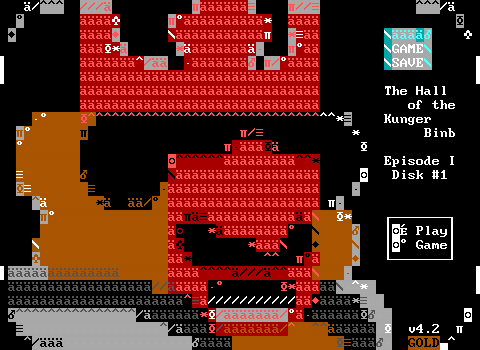 GAME
SAVE
The Hall
of the
Kunger
Binb
Episode I
Disk #1
Play
Game
v4.2
GOLD